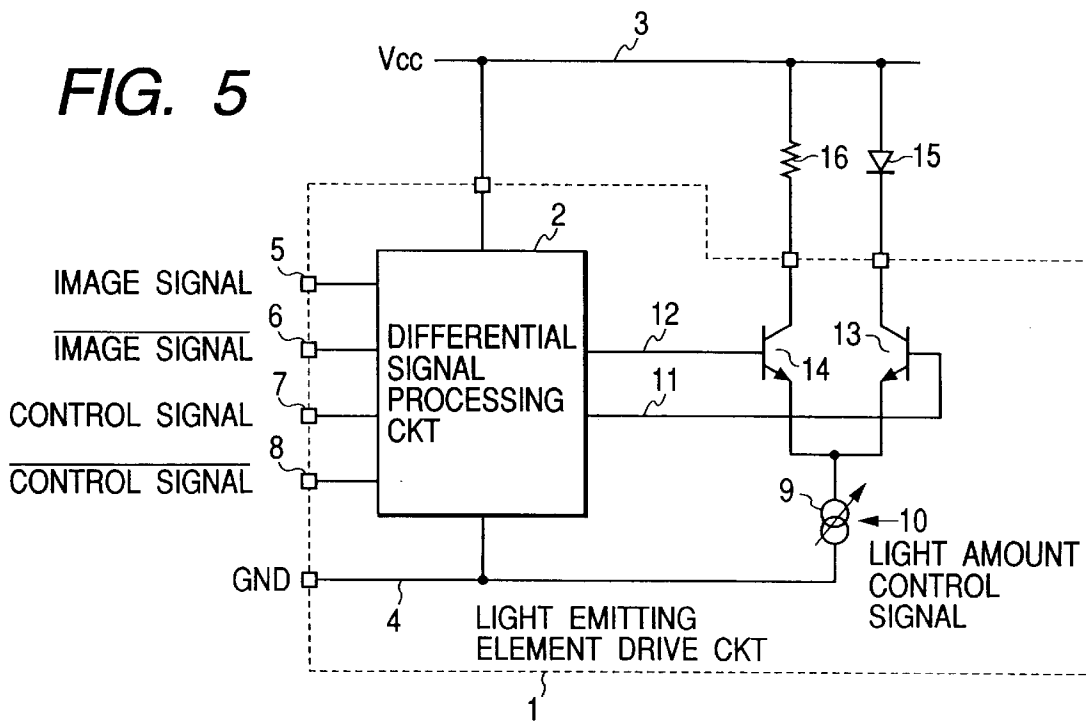 FIG. 5
Vcc
3
16
15
2
5
IMAGE SIGNAL
6
IMAGE SIGNAL
7
CONTROL SIGNAL
8
CONTROL SIGNAL
DIFFERENTIAL
SIGNAL
PROCESSING
CKT
12
11
14
13
9
10
LIGHT AMOUNT
CONTROL
SIGNAL
GND
4
LIGHT EMITTING
ELEMENT DRIVE CKT
1